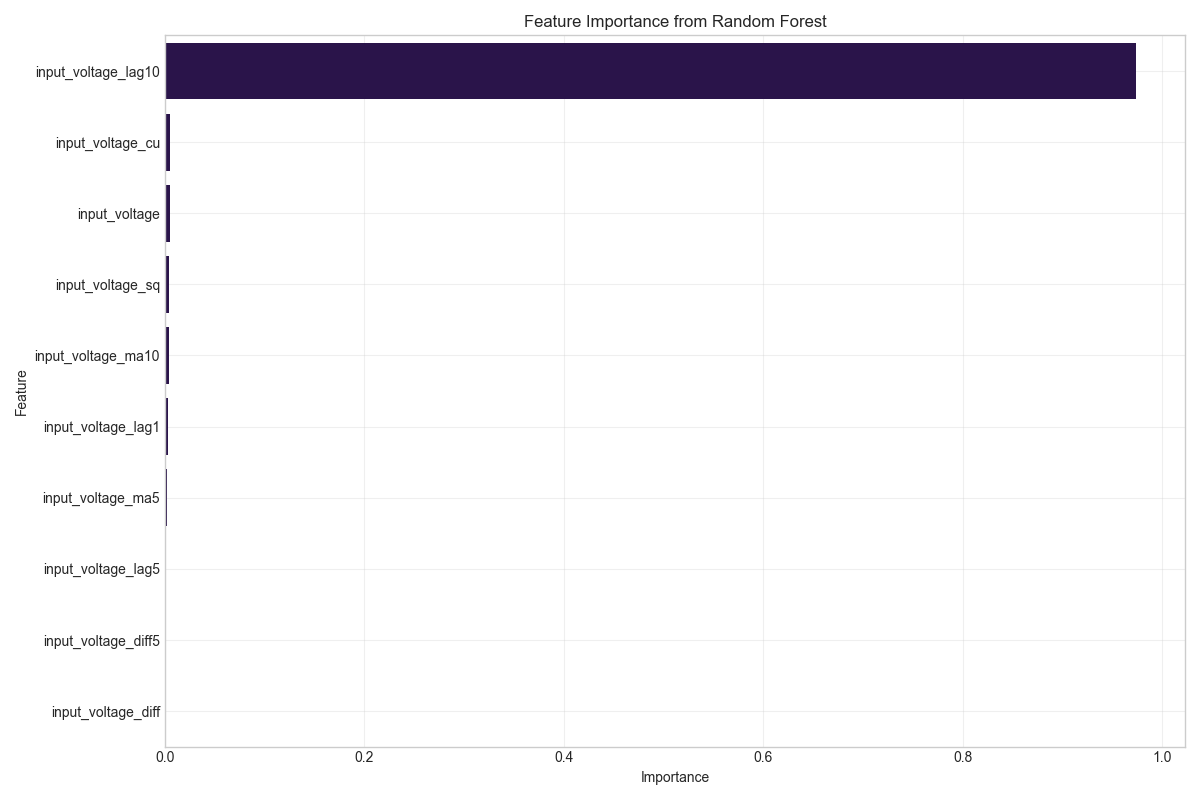 Feature Importance from Random Forest
input_voltage_lag10
input_voltage_cu
input_voltage
input_voltage_sq
input_voltage_ma10
input_voltage_lag1
input_voltage_ma5
input_voltage_lag5
input_voltage_diff5
input_voltage_diff
Feature
0.0 0.2 0.4 0.6 0.8 1.0
Importance